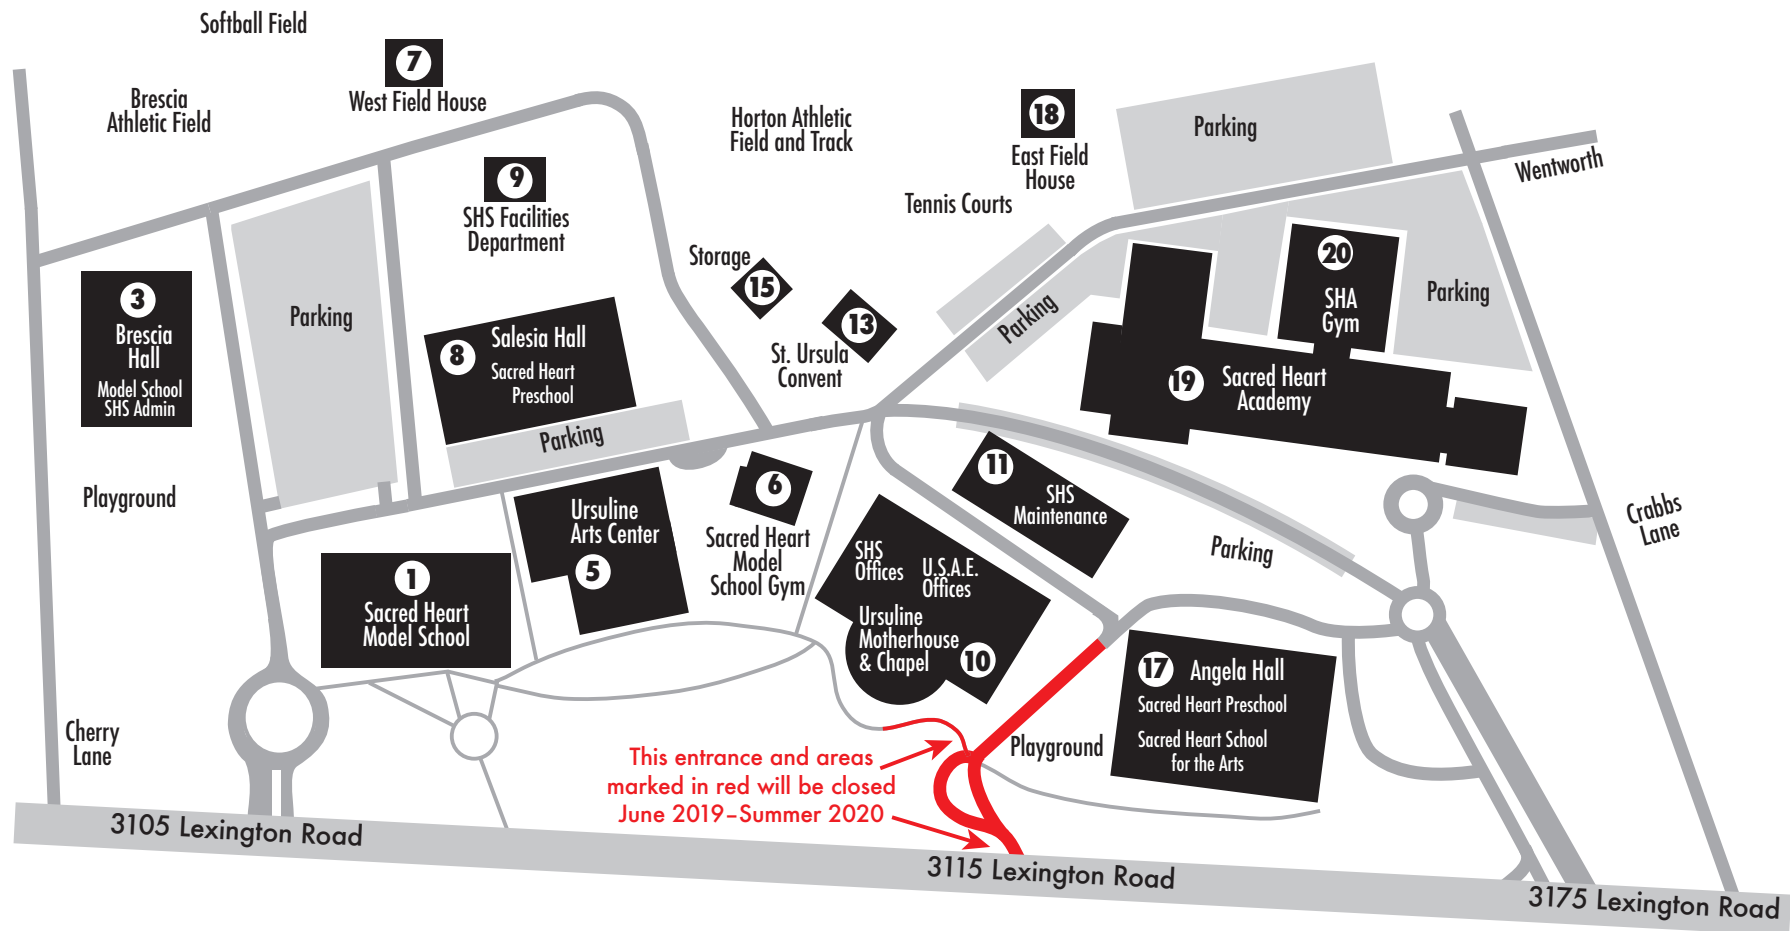 Softball Field
7
West Field House
Brescia
Athletic Field
9
SHS Facilities
Department
Horton Athletic
Field and Track
18
East Field
House
Tennis Courts
Parking
Wentworth
3
Brescia
Hall
Model School
SHS Admin
Parking
8
Salesia Hall
Sacred Heart
Preschool
Parking
Storage
15
13
St. Ursula
Convent
Parking
20
SHA
Gym
Parking
19
Sacred Heart
Academy
Playground
Ursuline
Arts Center
5
6
Sacred Heart
Model
School Gym
11
SHS
Maintenance
Parking
Crabbs
Lane
1
Sacred Heart
Model School
SHS
Offices
U.S.A.E.
Offices
Ursuline
Motherhouse
& Chapel
10
17
Angela Hall
Sacred Heart Preschool
Sacred Heart School
for the Arts
Playground
Cherry
Lane
This entrance and areas
marked in red will be closed
June 2019–Summer 2020
3105 Lexington Road
3115 Lexington Road
3175 Lexington Road